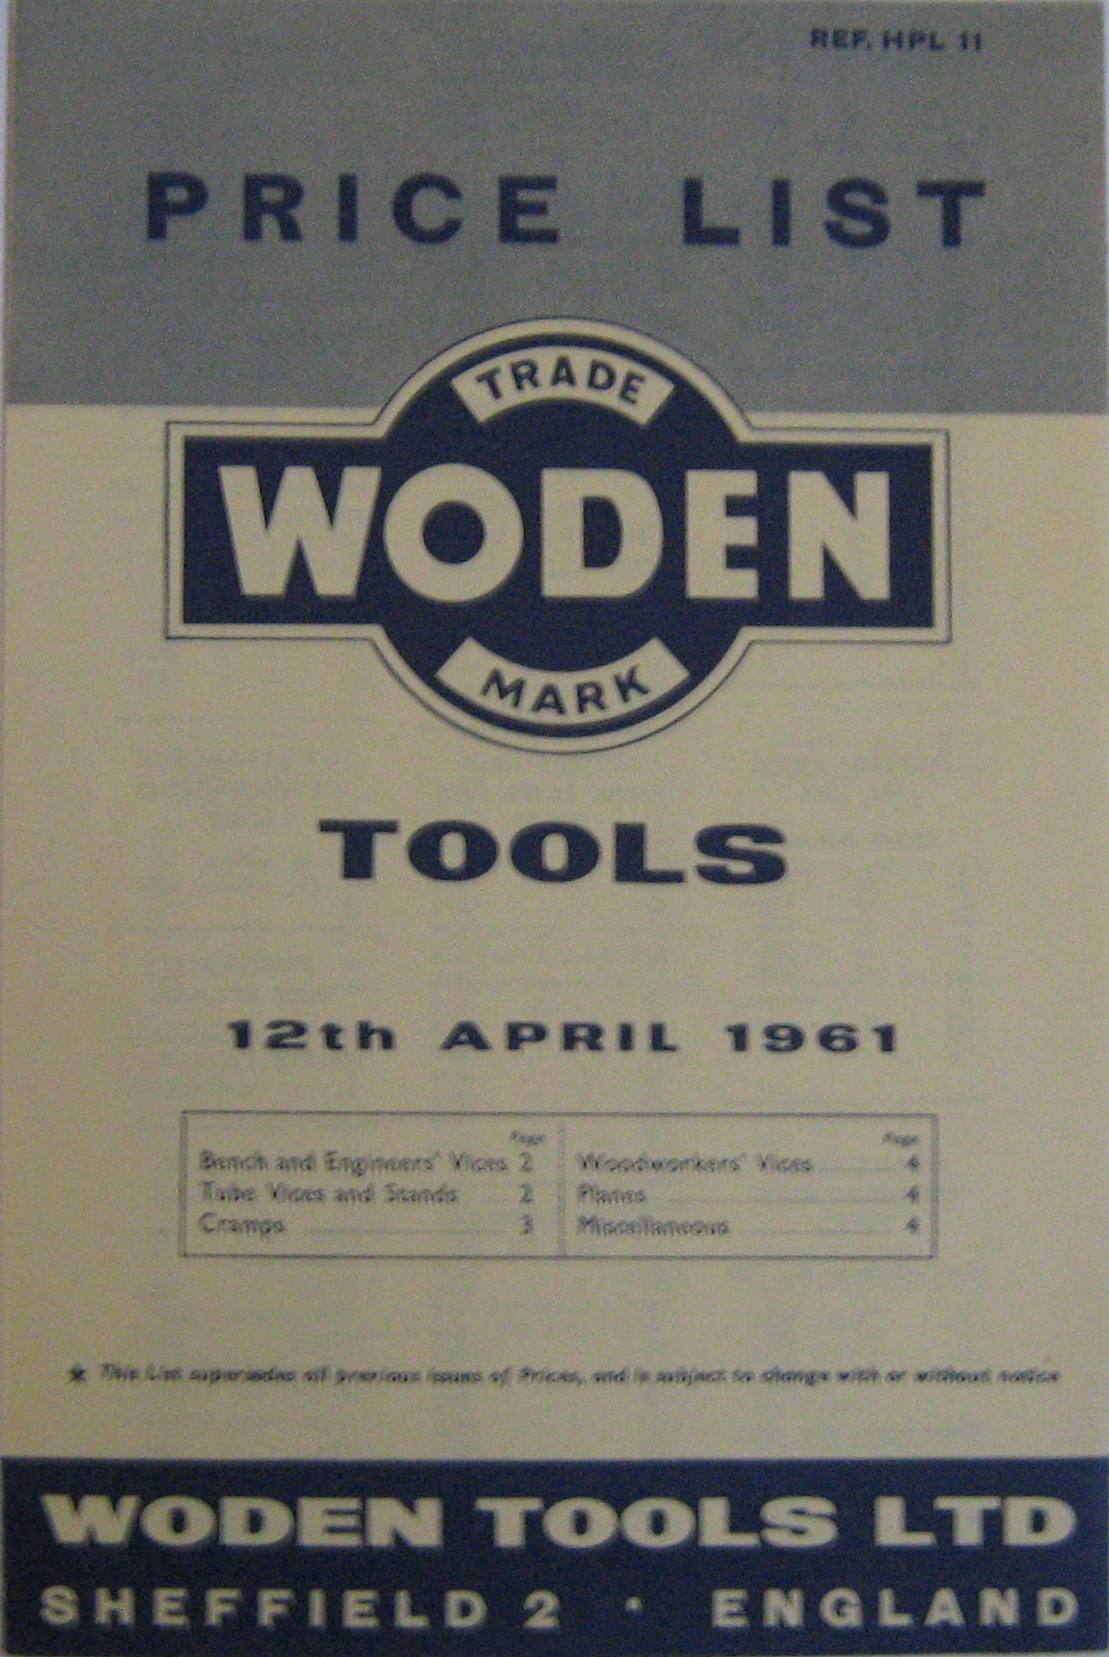 REF. HPL 11
PRICE LIST
TRADE
WODEN
MARK
TOOLS
12th APRIL 1961
Page
Bench and Engineers' Vices 2
Tube Vices and Stands 2
Cramps 3
Page
Woodworkers' Vices 4
Planes 4
Miscellaneous 4
★ This List supersedes all previous issues of Prices, and is subject to change with or without notice
WODEN TOOLS LTD
SHEFFIELD 2 · ENGLAND